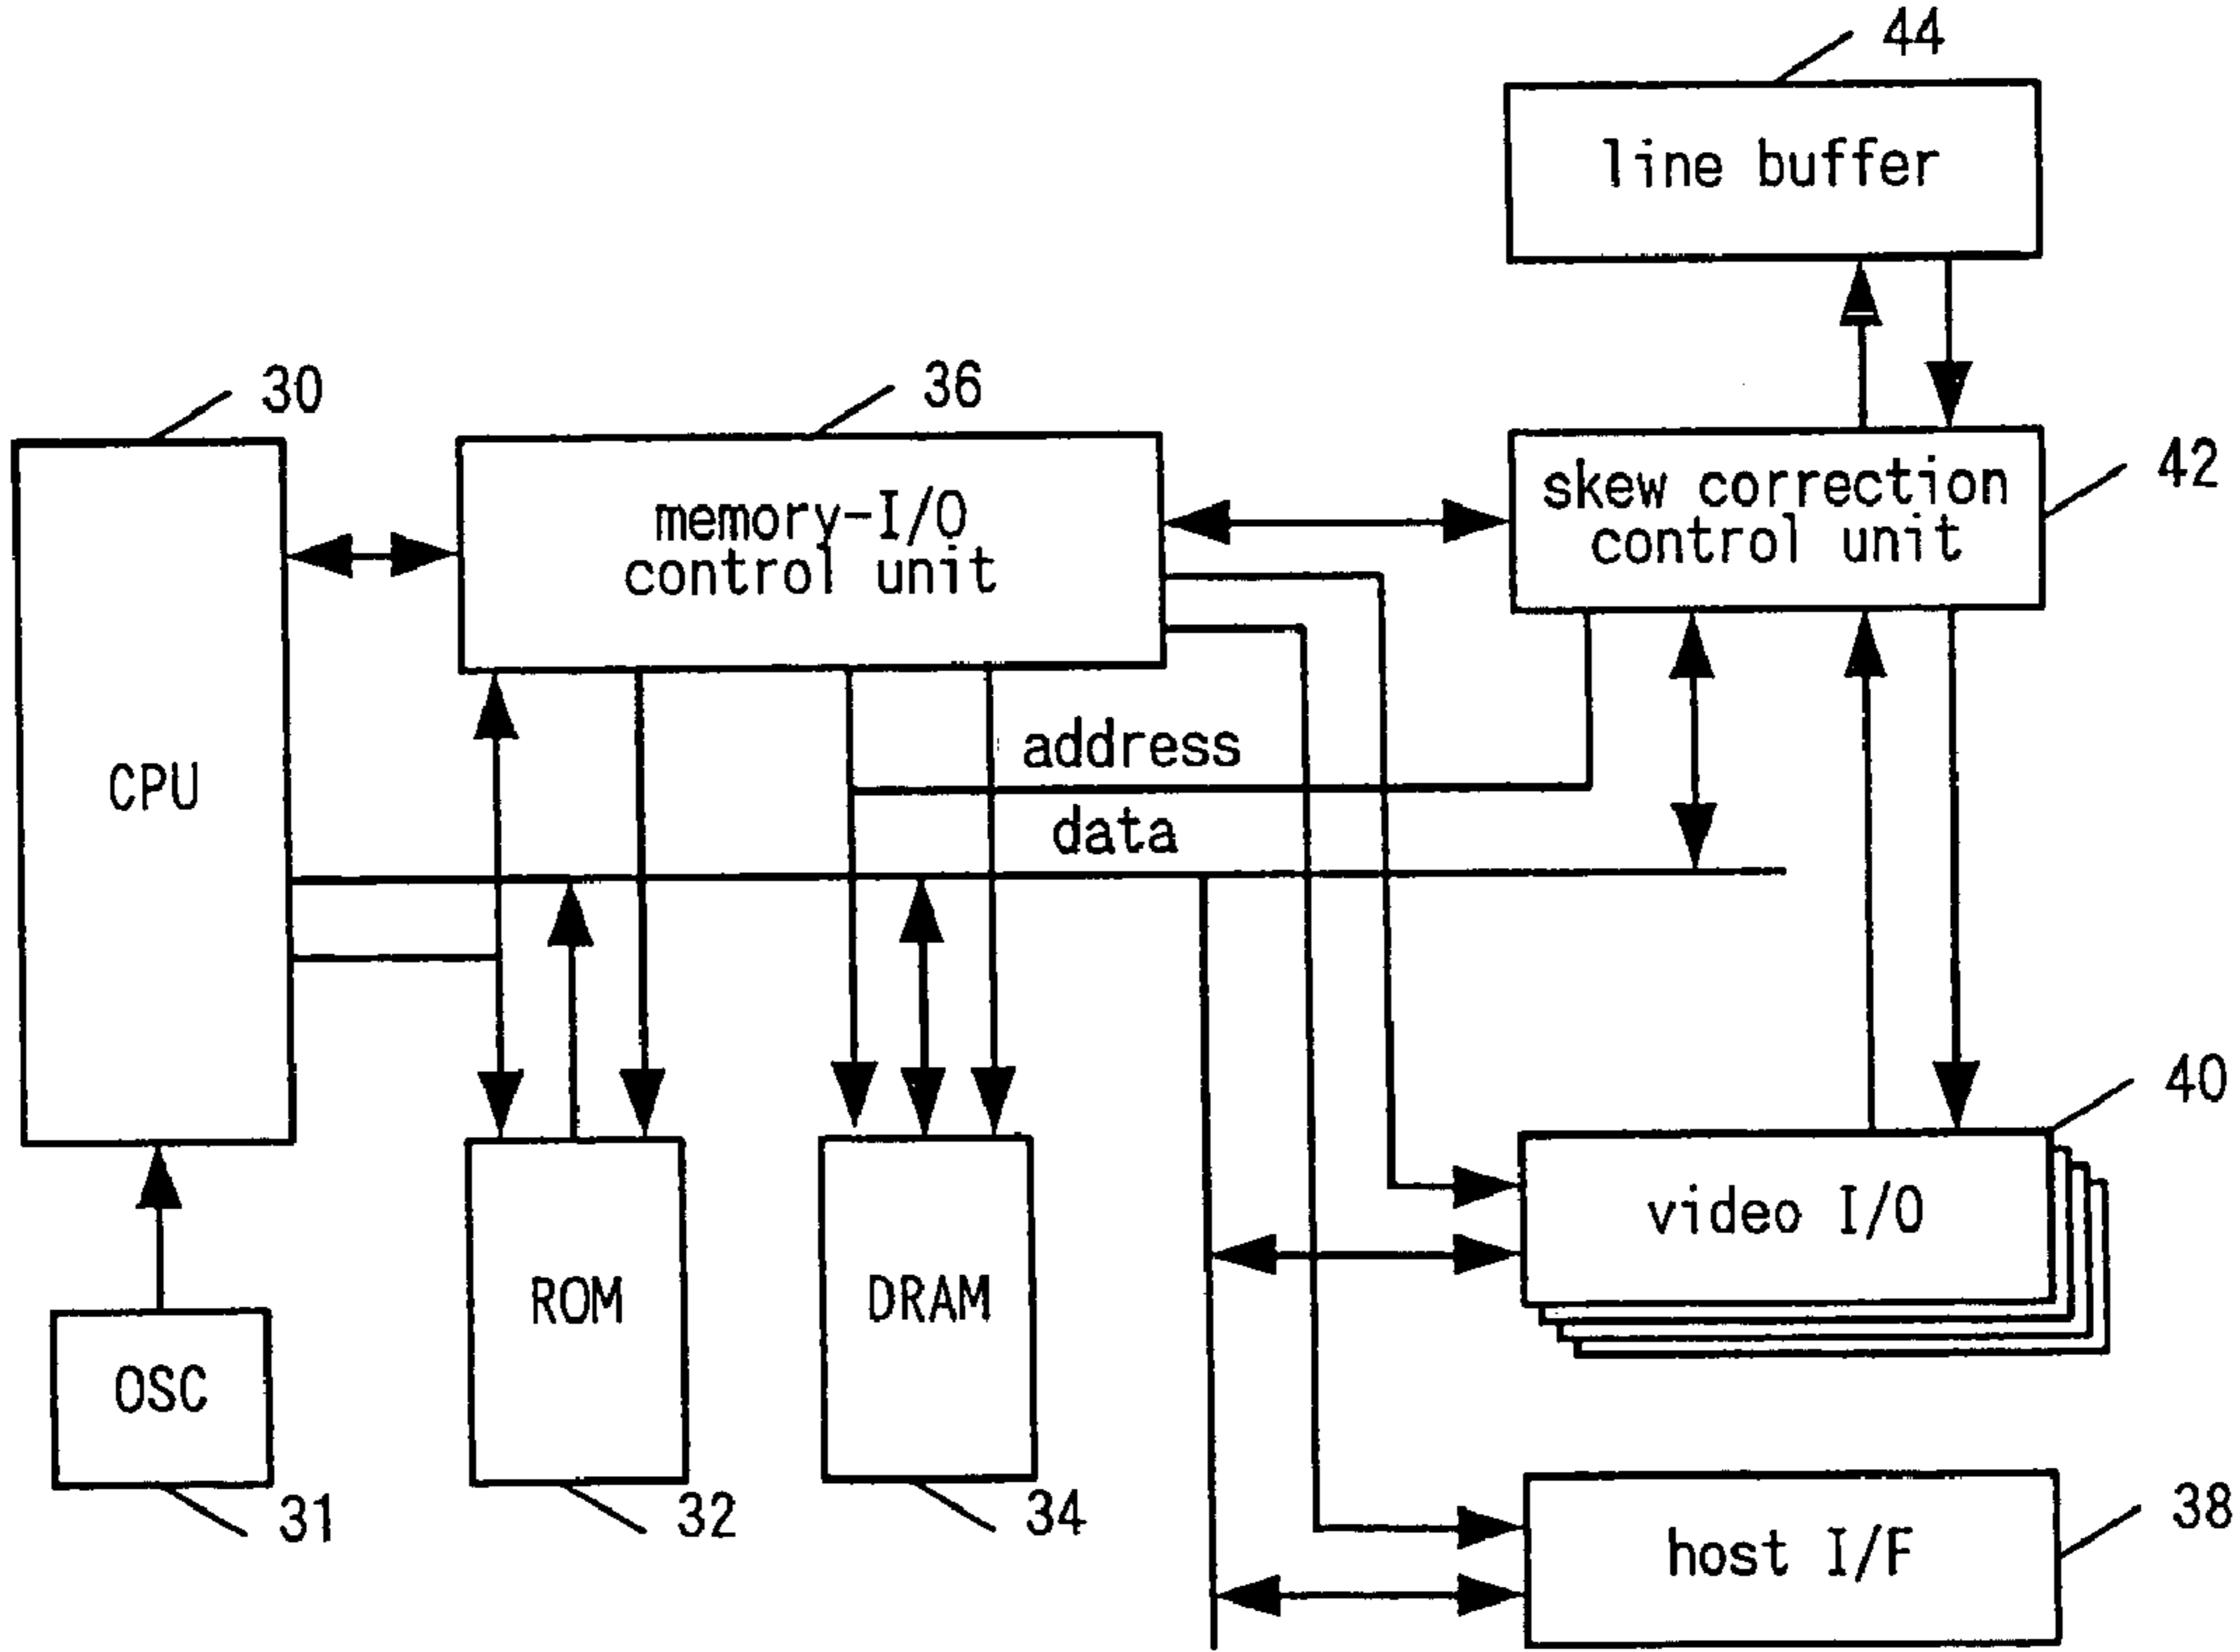 44
line buffer
30
36
42
memory-I/O
control unit
skew correction
control unit
CPU
address
data
40
video I/O
ROM
DRAM
OSC
31
32
34
38
host I/F